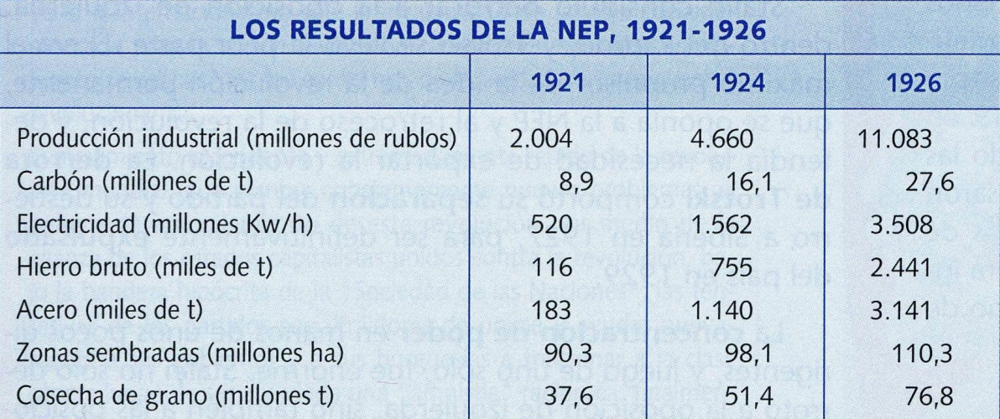 LOS RESULTADOS DE LA NEP, 1921-1926
1921 1924 1926
Producción industrial (millones de rublos) 2.004 4.660 11.083
Carbón (millones de t) 8,9 16,1 27,6
Electricidad (millones Kw/h) 520 1.562 3.508
Hierro bruto (miles de t) 116 755 2.441
Acero (miles de t) 183 1.140 3.141
Zonas sembradas (millones ha) 90,3 98,1 110,3
Cosecha de grano (millones t) 37,6 51,4 76,8